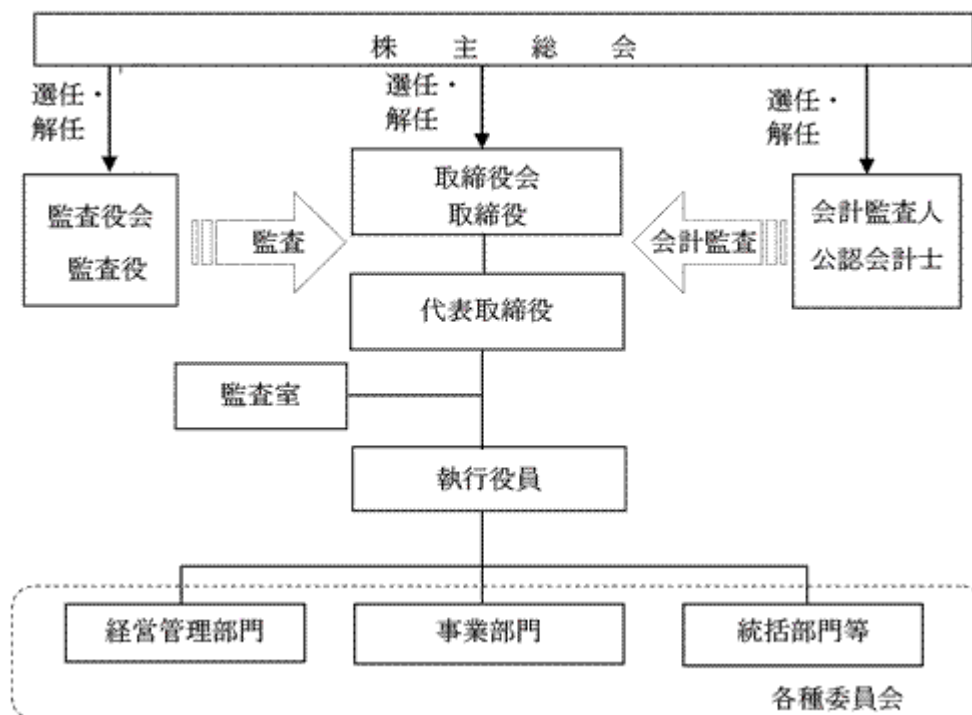 株主総会
選任・
解任
選任・
解任
選任・
解任
監査役会
監査役
監査
取締役会
取締役
会計監査
会計監査人
公認会計士
代表取締役
監査室
執行役員
経営管理部門
事業部門
統括部門等
各種委員会